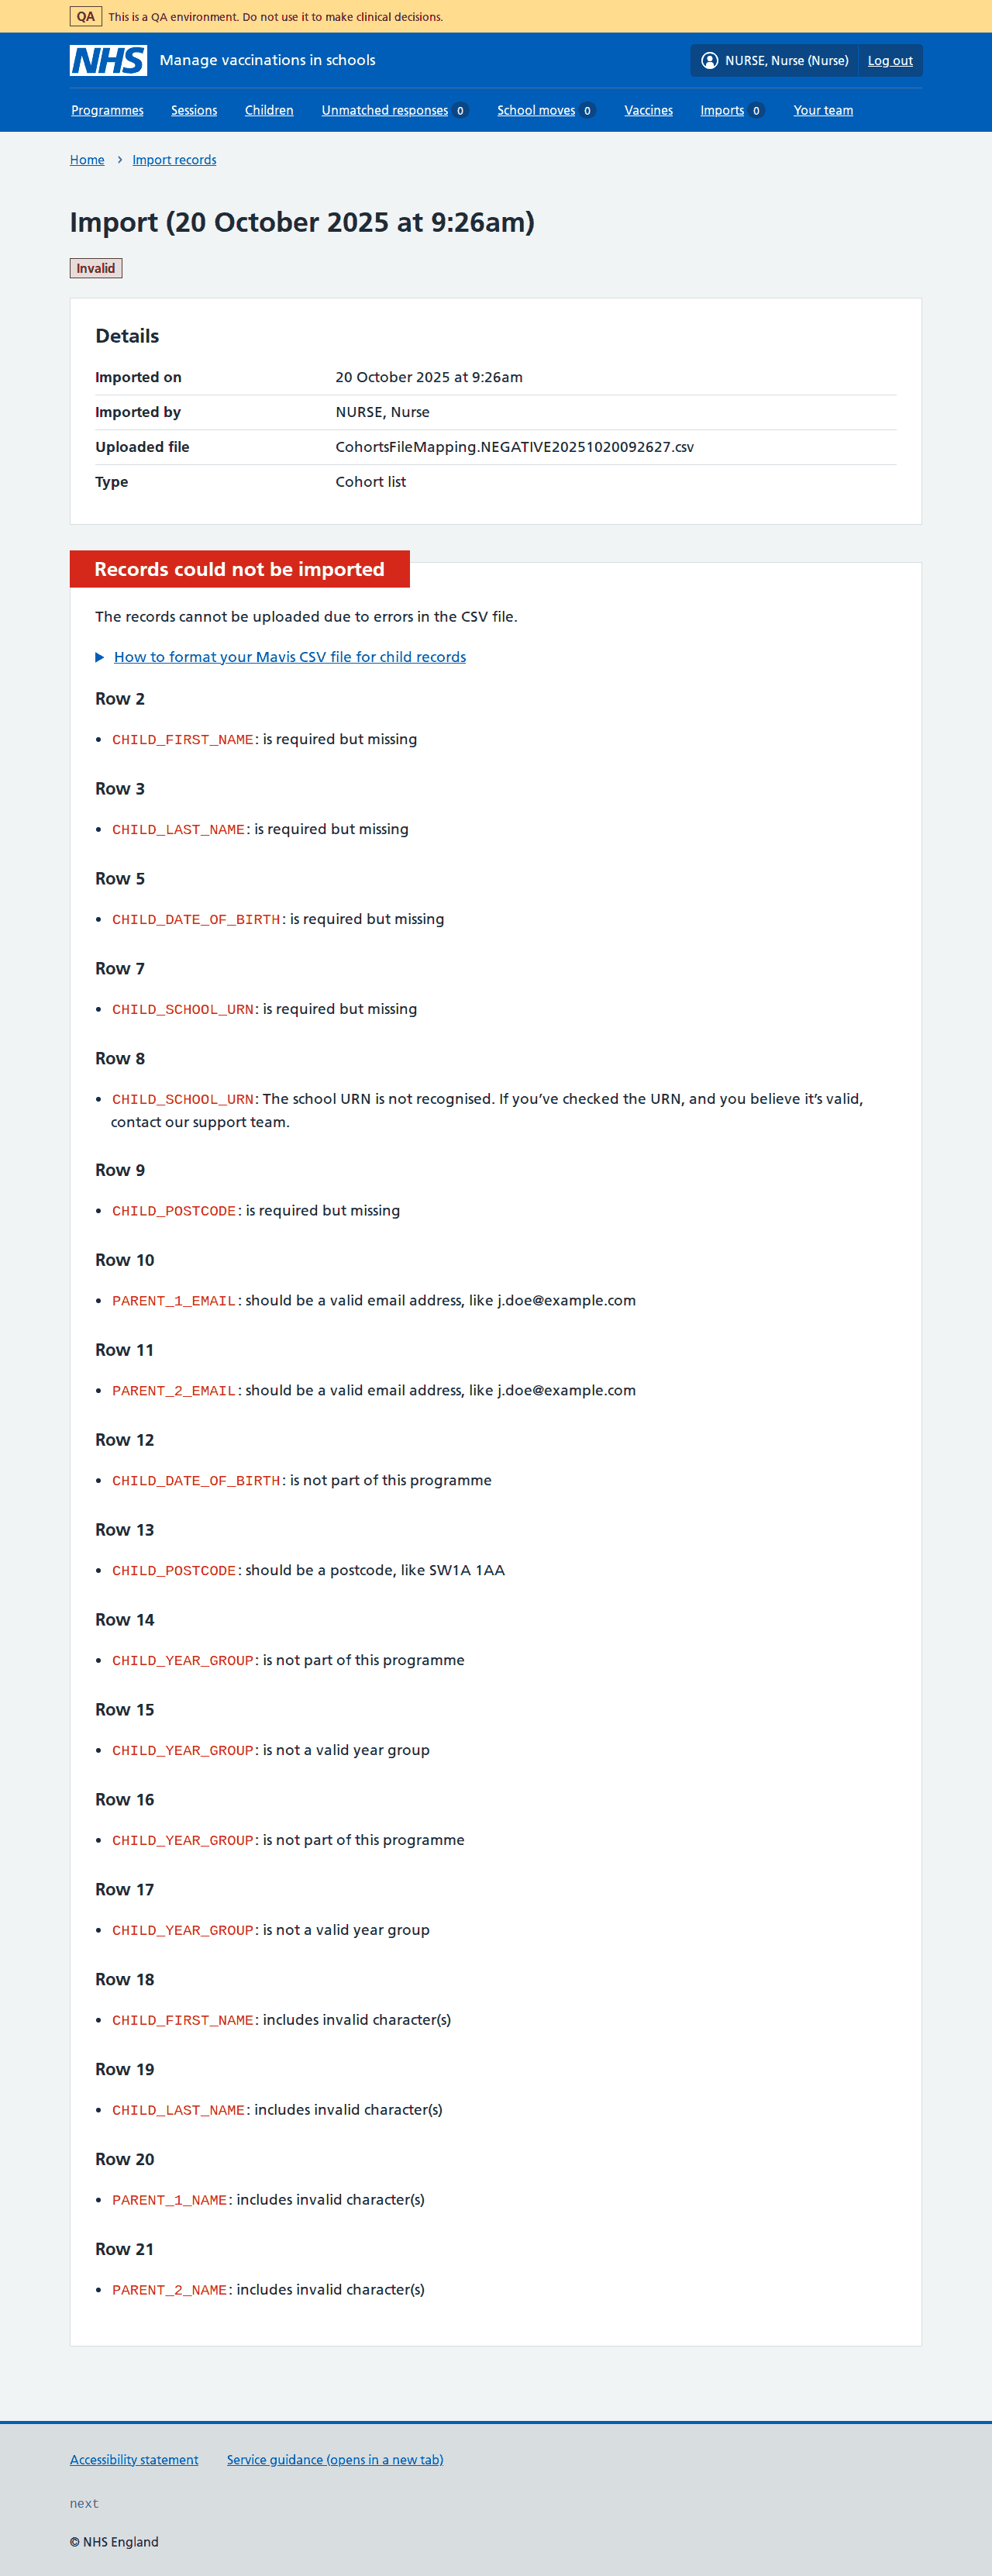 QA This is a QA environment. Do not use it to make clinical decisions.
NHS Manage vaccinations in schools NURSE, Nurse (Nurse) Log out
Programmes Sessions Children Unmatched responses 0 School moves 0 Vaccines Imports 0 Your team
Home › Import records
Import (20 October 2025 at 9:26am)
Invalid
Details
Imported on 20 October 2025 at 9:26am
Imported by NURSE, Nurse
Uploaded file CohortsFileMapping.NEGATIVE20251020092627.csv
Type Cohort list
Records could not be imported
The records cannot be uploaded due to errors in the CSV file.
How to format your Mavis CSV file for child records
Row 2
• CHILD_FIRST_NAME: is required but missing
Row 3
• CHILD_LAST_NAME: is required but missing
Row 5
• CHILD_DATE_OF_BIRTH: is required but missing
Row 7
• CHILD_SCHOOL_URN: is required but missing
Row 8
• CHILD_SCHOOL_URN: The school URN is not recognised. If you’ve checked the URN, and you believe it’s valid,
contact our support team.
Row 9
• CHILD_POSTCODE: is required but missing
Row 10
• PARENT_1_EMAIL: should be a valid email address, like j.doe@example.com
Row 11
• PARENT_2_EMAIL: should be a valid email address, like j.doe@example.com
Row 12
• CHILD_DATE_OF_BIRTH: is not part of this programme
Row 13
• CHILD_POSTCODE: should be a postcode, like SW1A 1AA
Row 14
• CHILD_YEAR_GROUP: is not part of this programme
Row 15
• CHILD_YEAR_GROUP: is not a valid year group
Row 16
• CHILD_YEAR_GROUP: is not part of this programme
Row 17
• CHILD_YEAR_GROUP: is not a valid year group
Row 18
• CHILD_FIRST_NAME: includes invalid character(s)
Row 19
• CHILD_LAST_NAME: includes invalid character(s)
Row 20
• PARENT_1_NAME: includes invalid character(s)
Row 21
• PARENT_2_NAME: includes invalid character(s)
Accessibility statement Service guidance (opens in a new tab)
next
© NHS England